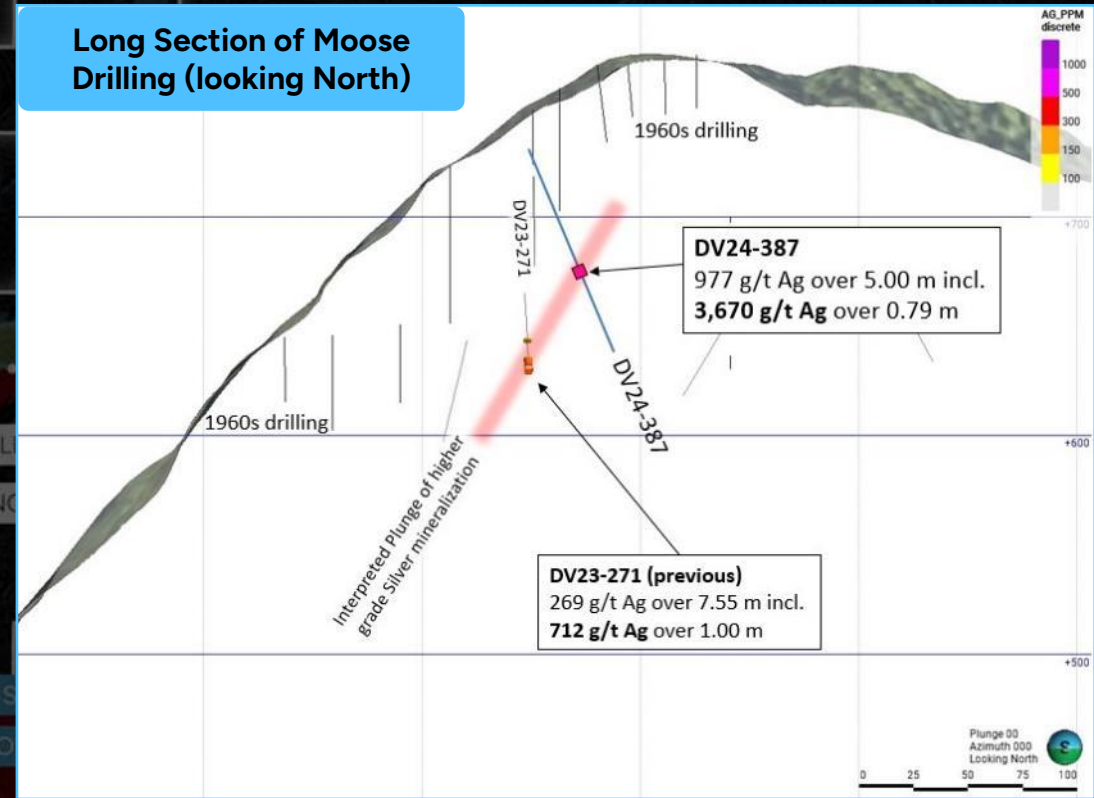 Long Section of Moose
Drilling (looking North)
AG_PPM
discrete
1000
500
300
150
100
1960s drilling
DV23-271
+700
DV24-387
977 g/t Ag over 5.00 m incl.
3,670 g/t Ag over 0.79 m
DV24-387
1960s drilling
+600
Interpreted Plunge of higher
grade Silver mineralization
DV23-271 (previous)
269 g/t Ag over 7.55 m incl.
712 g/t Ag over 1.00 m
+500
Plunge 00
Azimuth 000
Looking North
0 25 50 75 100